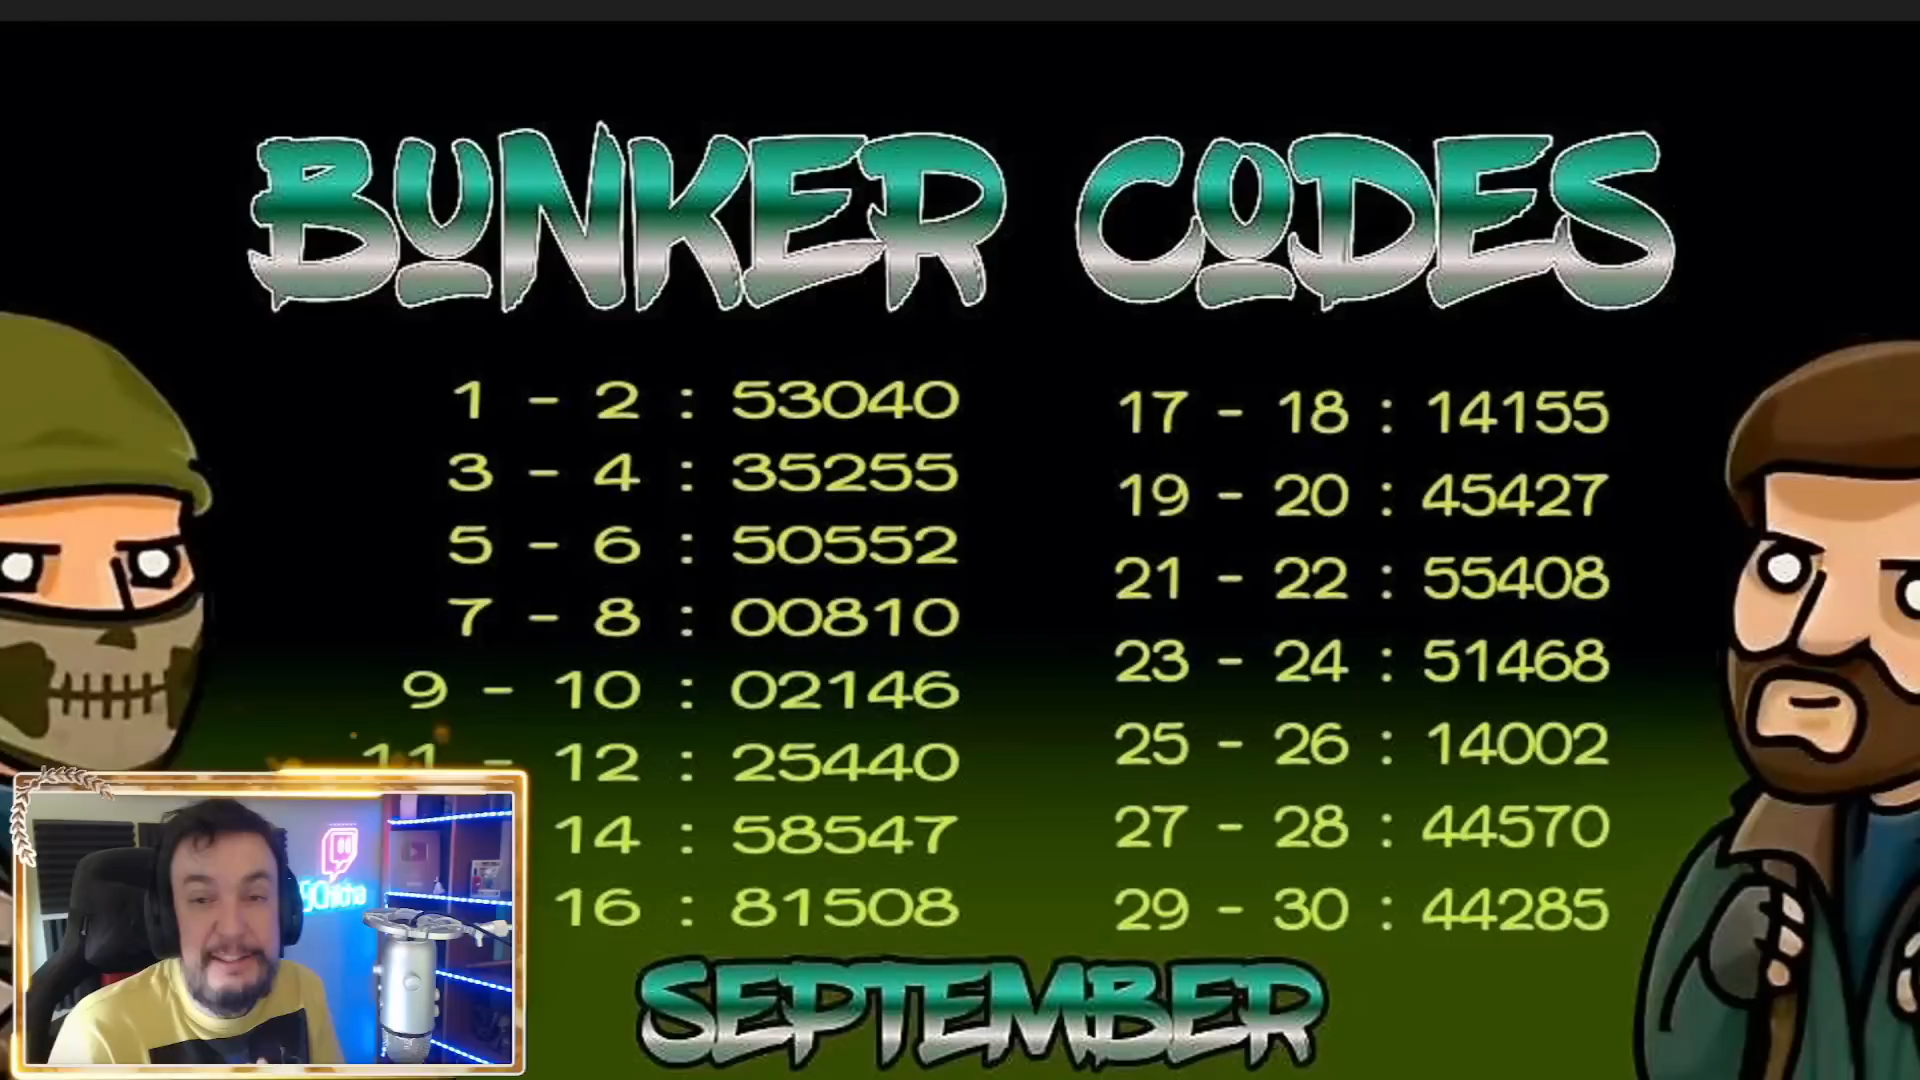 BUNKER CODES
1 - 2 : 53040
3 - 4 : 35255
5 - 6 : 50552
7 - 8 : 00810
9 - 10 : 02146
11 - 12 : 25440
14 : 58547
16 : 81508
17 - 18 : 14155
19 - 20 : 45427
21 - 22 : 55408
23 - 24 : 51468
25 - 26 : 14002
27 - 28 : 44570
29 - 30 : 44285
SEPTEMBER